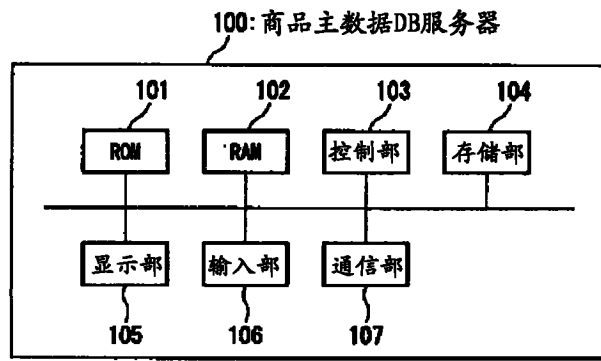 100:商品主数据DB服务器
101 102 103 104
ROM RAM 控制部 存储部
显示部 输入部 通信部
105 106 107